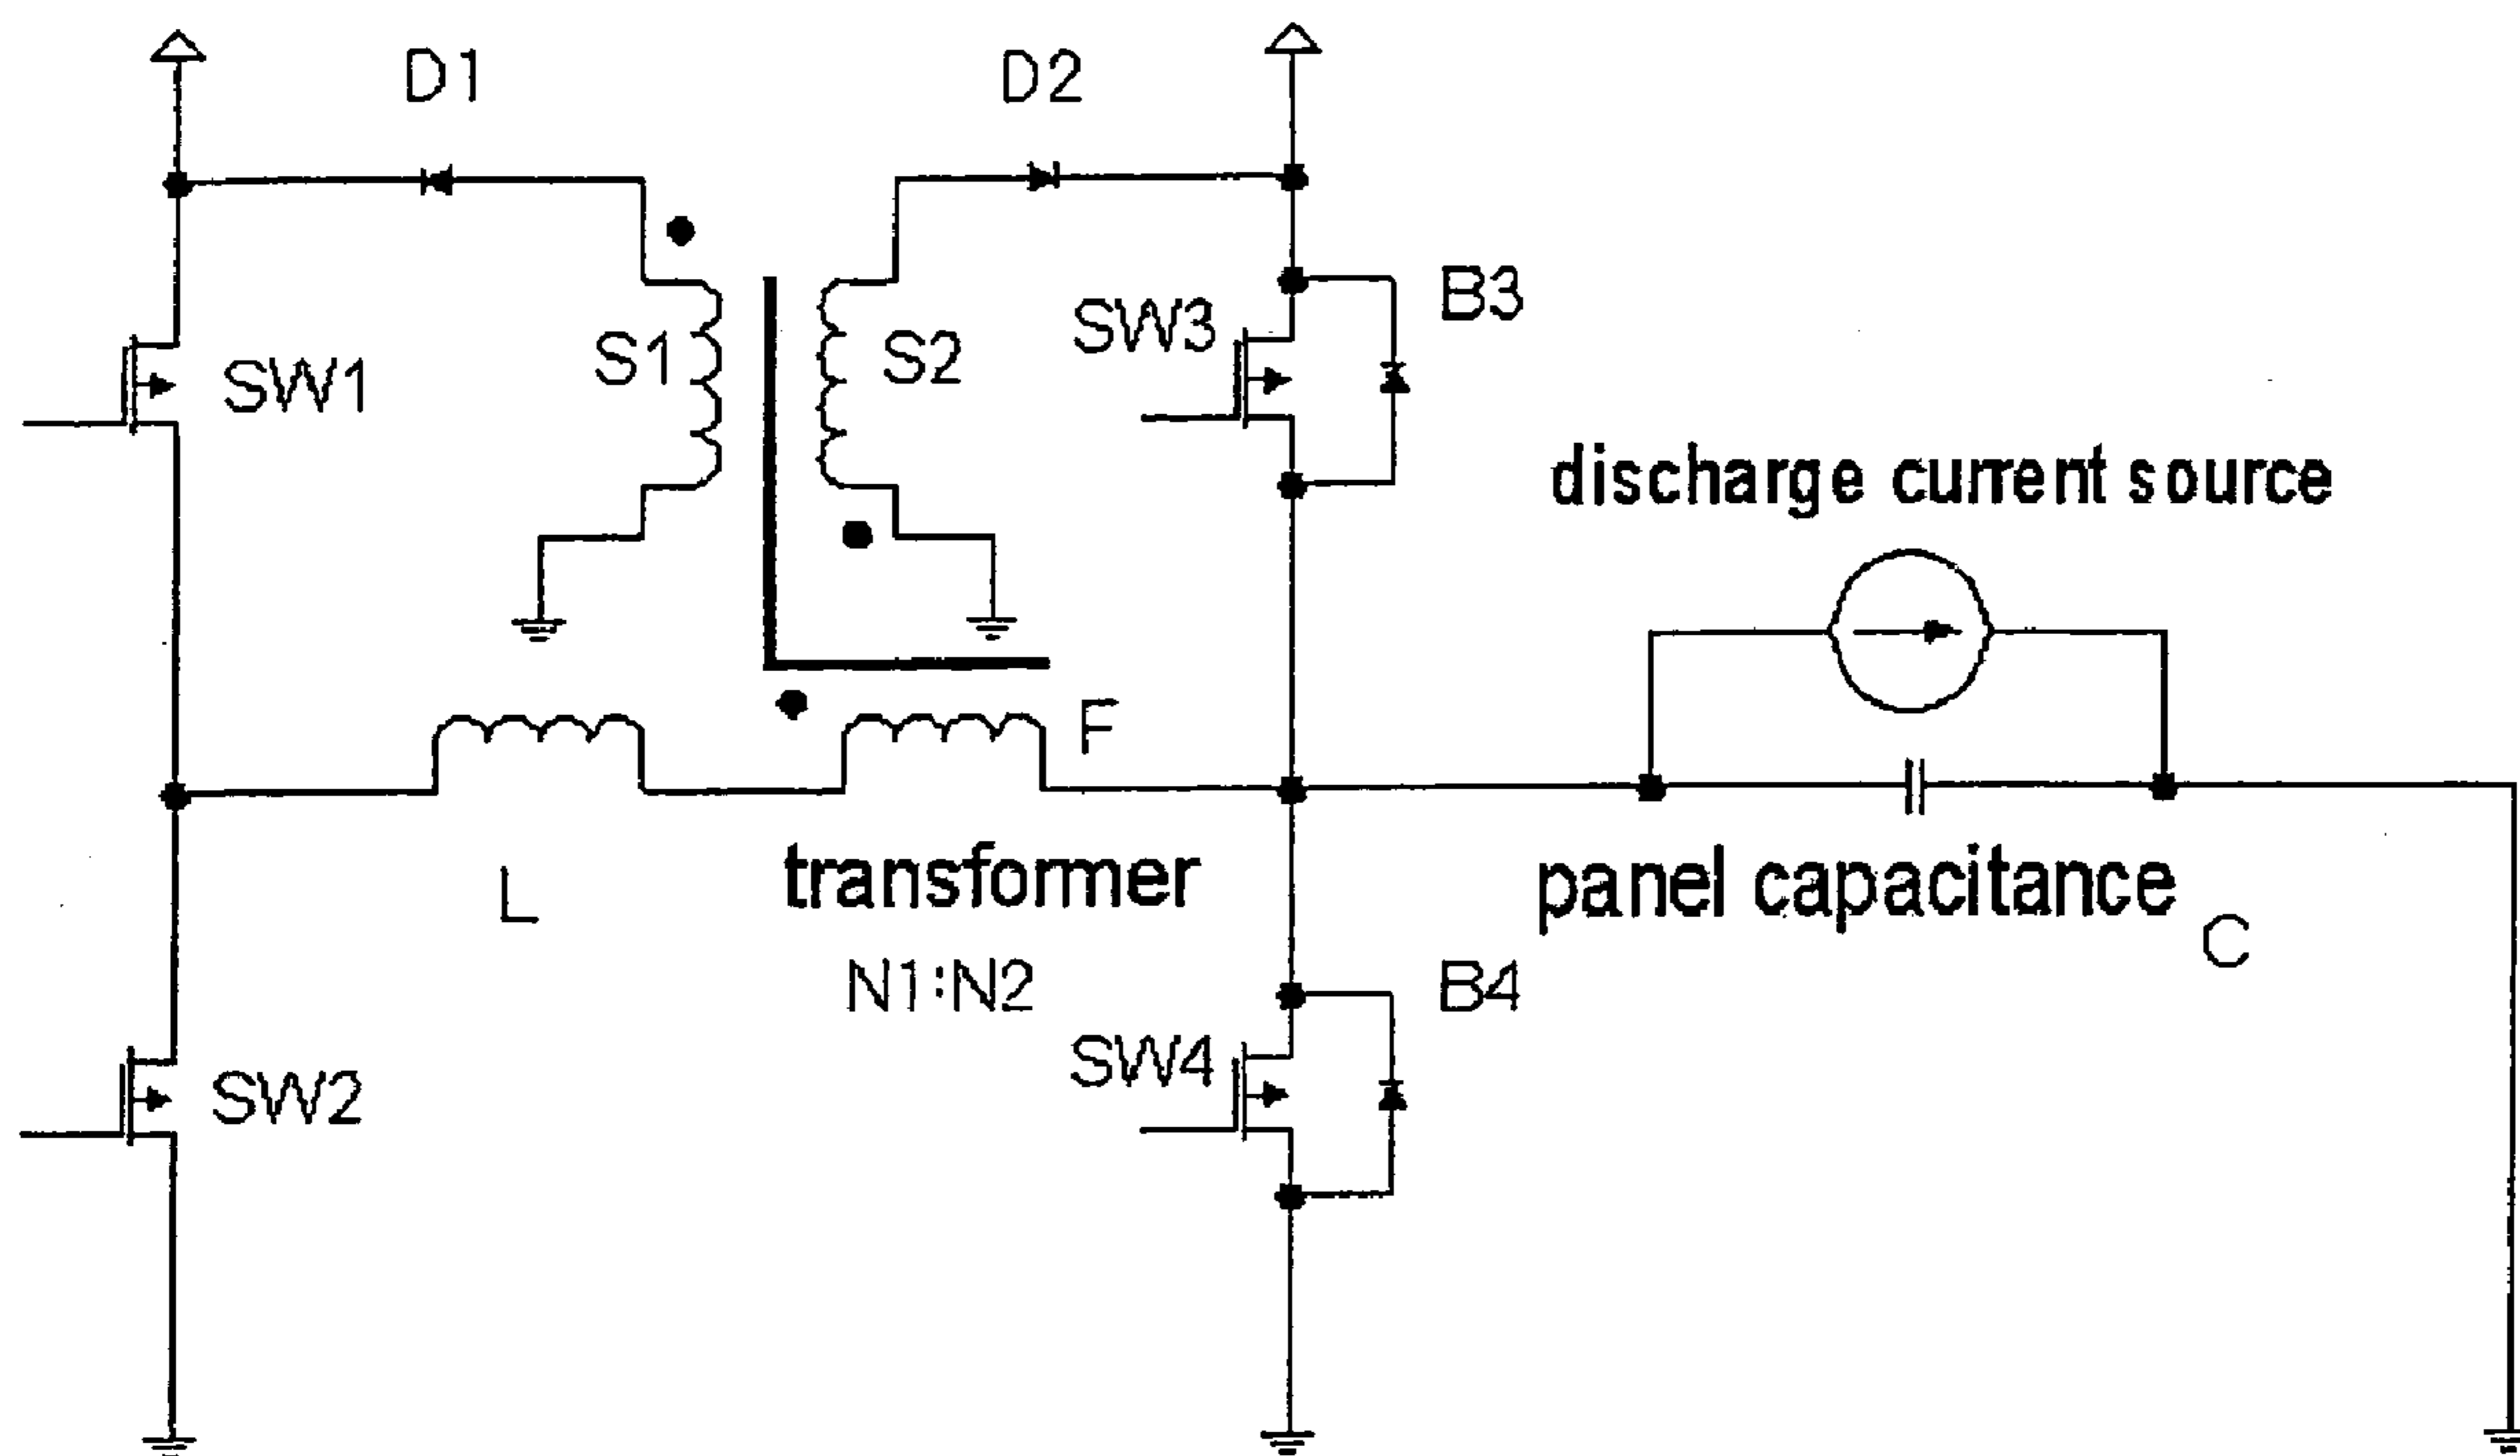 D1
D2
B3
SW3
SW1
S1
S2
discharge current source
F
L
transformer
N1:N2
panel capacitance
C
B4
SW4
SW2